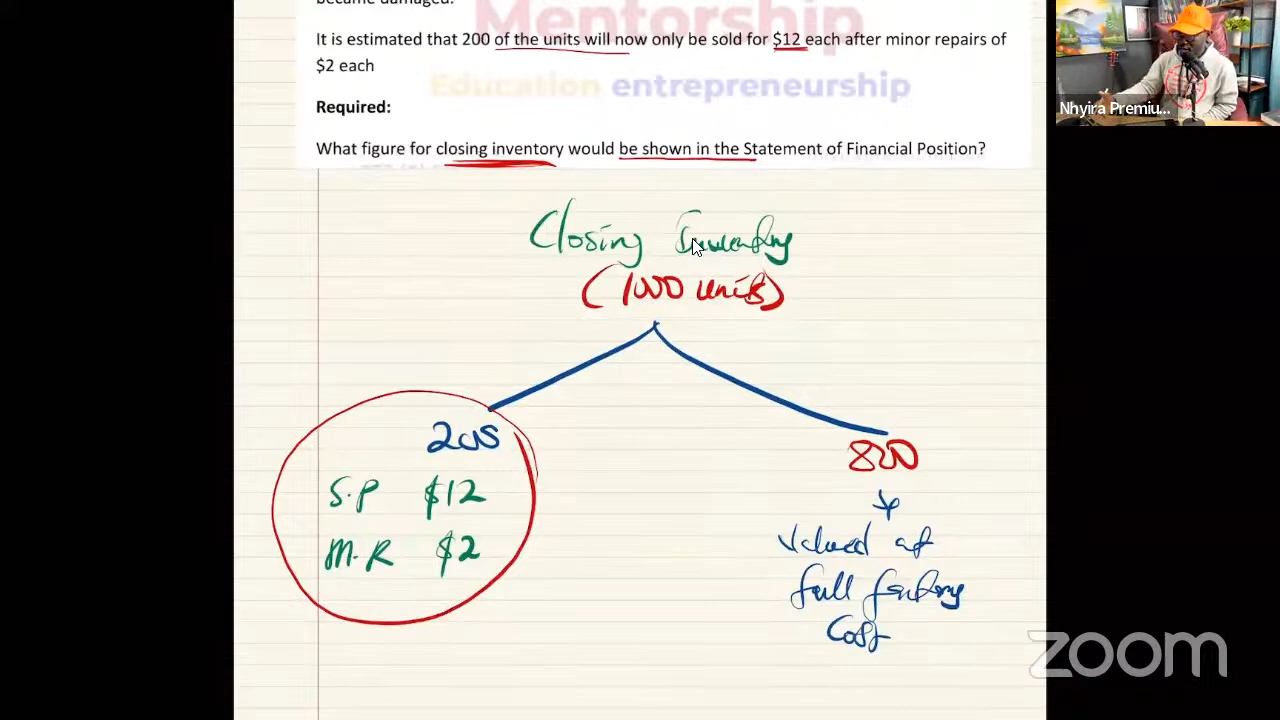 became damaged.
Mentorship
It is estimated that 200 of the units will now only be sold for $12 each after minor repairs of
$2 each
Education entrepreneurship
Required:
What figure for closing inventory would be shown in the Statement of Financial Position?
Nhyira Premiu...
Closing Inventory
(1000 units)
200
800
S.P $12
M.R $2
Valued at
full factory
Cost
zoom